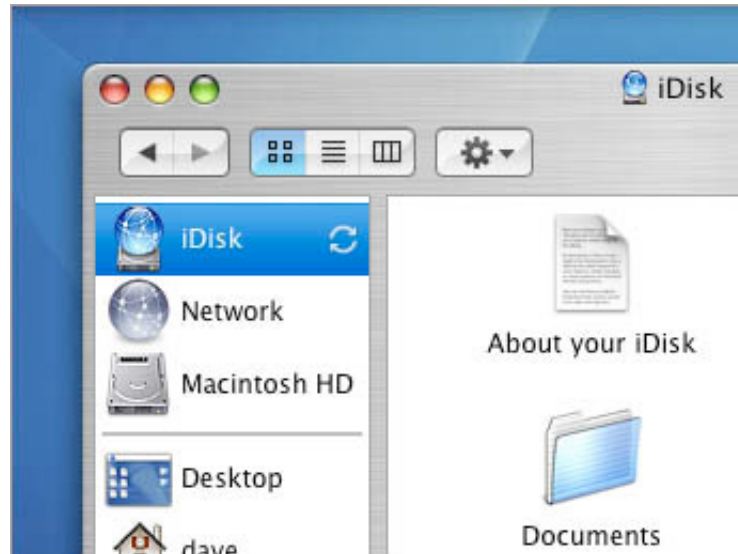 iDisk
iDisk
Network
Macintosh HD
Desktop
dave
About your iDisk
Documents